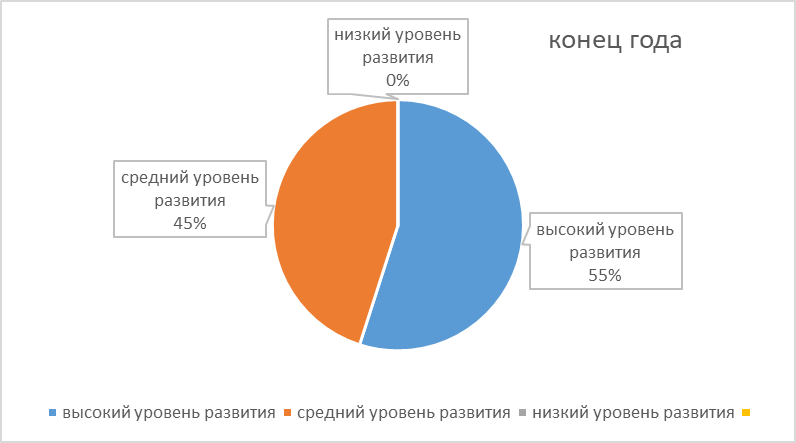 конец года
низкий уровень
развития
0%
средний уровень
развития
45%
высокий уровень
развития
55%
высокий уровень развития
средний уровень развития
низкий уровень развития